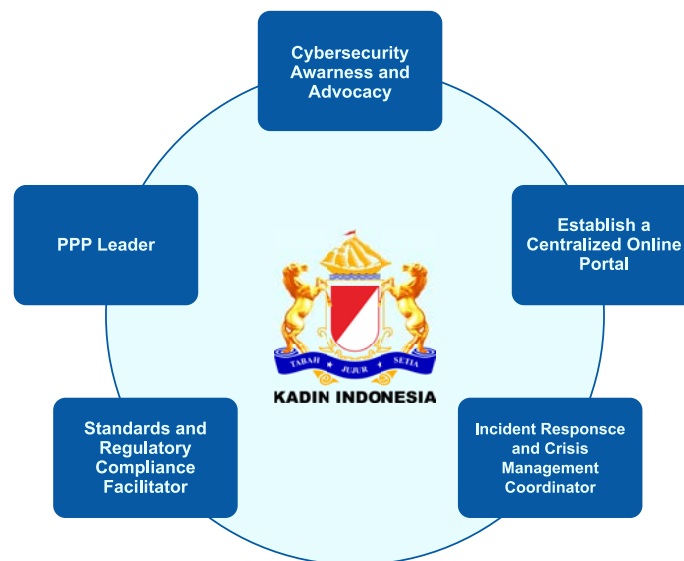 Cybersecurity
Awarness and
Advocacy
PPP Leader
Establish a
Centralized Online
Portal
TABAH
JUJUR
SETIA
KADIN INDONESIA
Standards and
Regulatory
Compliance
Facilitator
Incident Responsce
and Crisis
Management
Coordinator